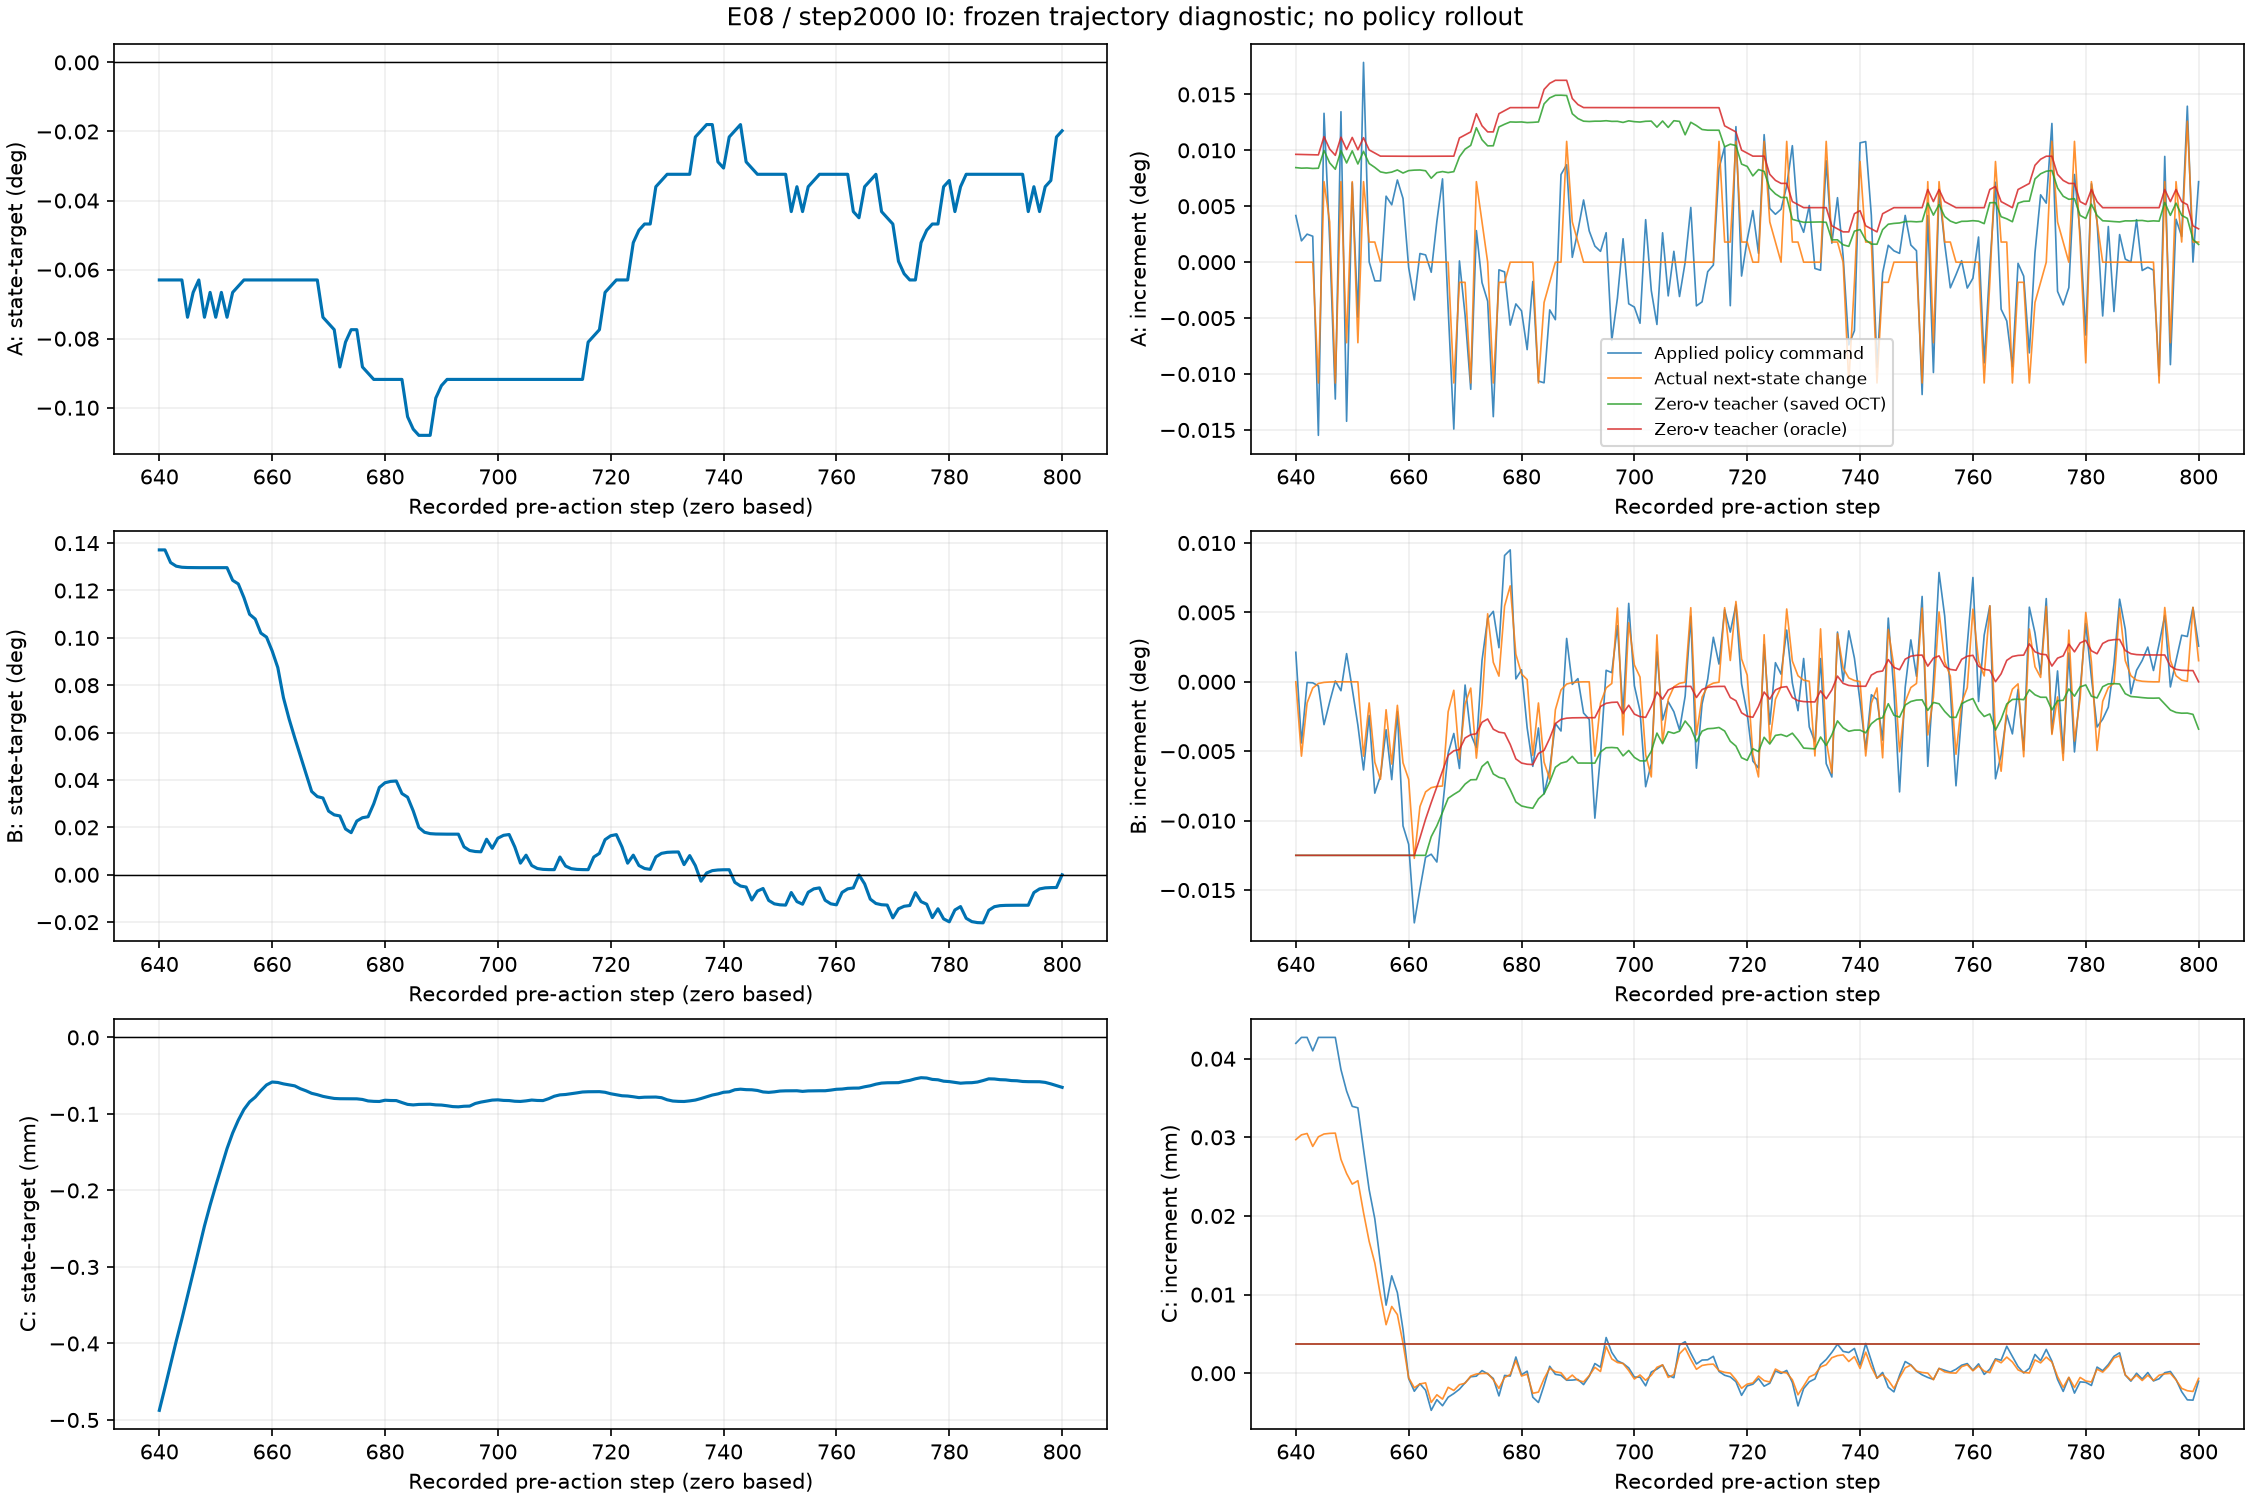 E08 / step2000 I0: frozen trajectory diagnostic; no policy rollout
A: state-target (deg)
0.00
−0.02
−0.04
−0.06
−0.08
−0.10
640 660 680 700 720 740 760 780 800
Recorded pre-action step (zero based)
A: increment (deg)
0.015
0.010
0.005
0.000
−0.005
−0.010
−0.015
Applied policy command
Actual next-state change
Zero-v teacher (saved OCT)
Zero-v teacher (oracle)
640 660 680 700 720 740 760 780 800
Recorded pre-action step
B: state-target (deg)
0.14
0.12
0.10
0.08
0.06
0.04
0.02
0.00
−0.02
640 660 680 700 720 740 760 780 800
Recorded pre-action step (zero based)
B: increment (deg)
0.010
0.005
0.000
−0.005
−0.010
−0.015
640 660 680 700 720 740 760 780 800
Recorded pre-action step
C: state-target (mm)
0.0
−0.1
−0.2
−0.3
−0.4
−0.5
640 660 680 700 720 740 760 780 800
Recorded pre-action step (zero based)
C: increment (mm)
0.04
0.03
0.02
0.01
0.00
640 660 680 700 720 740 760 780 800
Recorded pre-action step